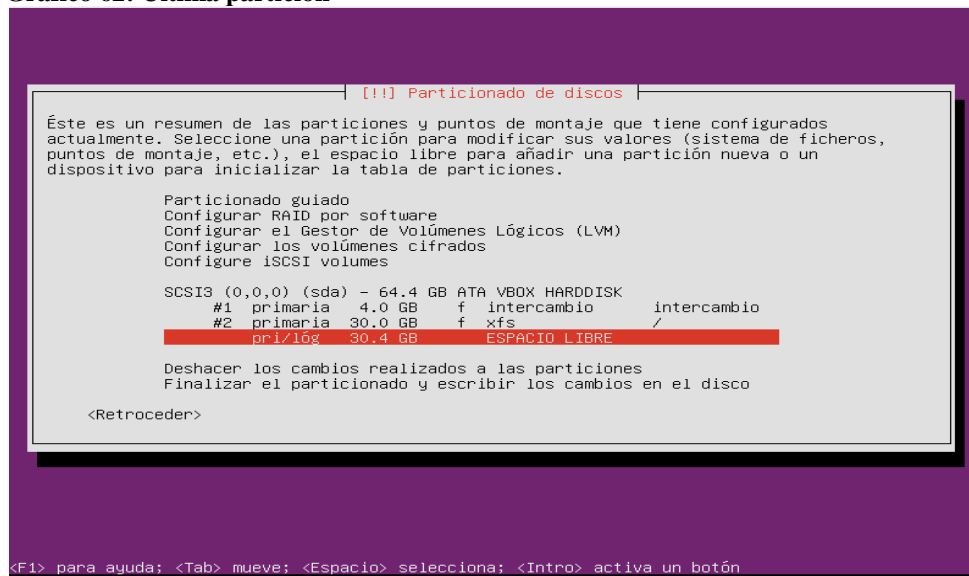 Gráfico 02: Última partición
[!!] Particionado de discos
Éste es un resumen de las particiones y puntos de montaje que tiene configurados
actualmente. Seleccione una partición para modificar sus valores (sistema de ficheros,
puntos de montaje, etc.), el espacio libre para añadir una partición nueva o un
dispositivo para inicializar la tabla de particiones.
Particionado guiado
Configurar RAID por software
Configurar el Gestor de Volúmenes Lógicos (LVM)
Configurar los volúmenes cifrados
Configure iSCSI volumes
SCSI3 (0,0,0) (sda) - 64.4 GB ATA VBOX HARDDISK
#1 primaria 4.0 GB f intercambio intercambio
#2 primaria 30.0 GB f xfs /
pri/lóg 30.4 GB ESPACIO LIBRE
Deshacer los cambios realizados a las particiones
Finalizar el particionado y escribir los cambios en el disco
<Retroceder>
<F1> para ayuda; <Tab> mueve; <Espacio> selecciona; <Intro> activa un botón